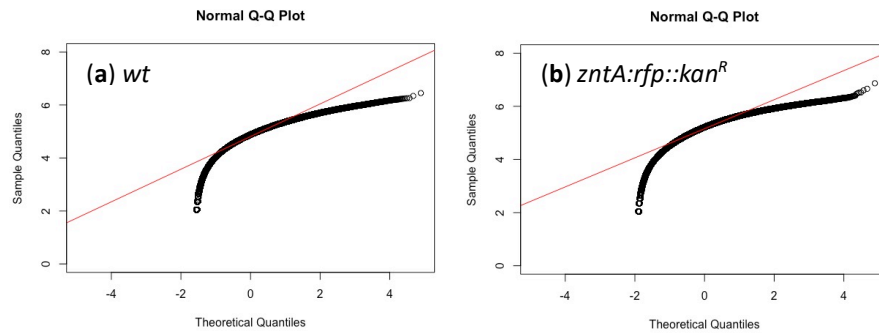 Normal Q-Q Plot
(a) wt
Sample Quantiles
8
6
4
2
0
-4
-2
0
2
4
Theoretical Quantiles
Normal Q-Q Plot
(b) zntA:rfp::kanR
Sample Quantiles
8
6
4
2
0
-4
-2
0
2
4
Theoretical Quantiles